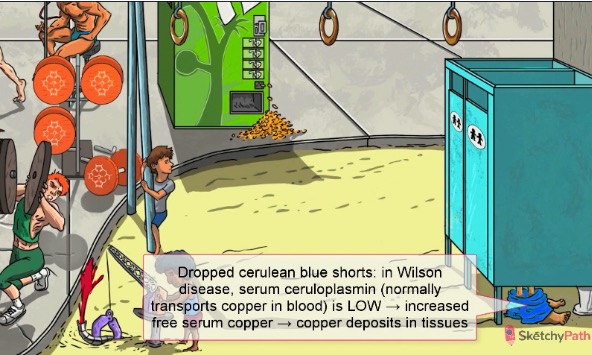 Dropped cerulean blue shorts: in Wilson
disease, serum ceruloplasmin (normally
transports copper in blood) is LOW → increased
free serum copper → copper deposits in tissues
SketchyPath